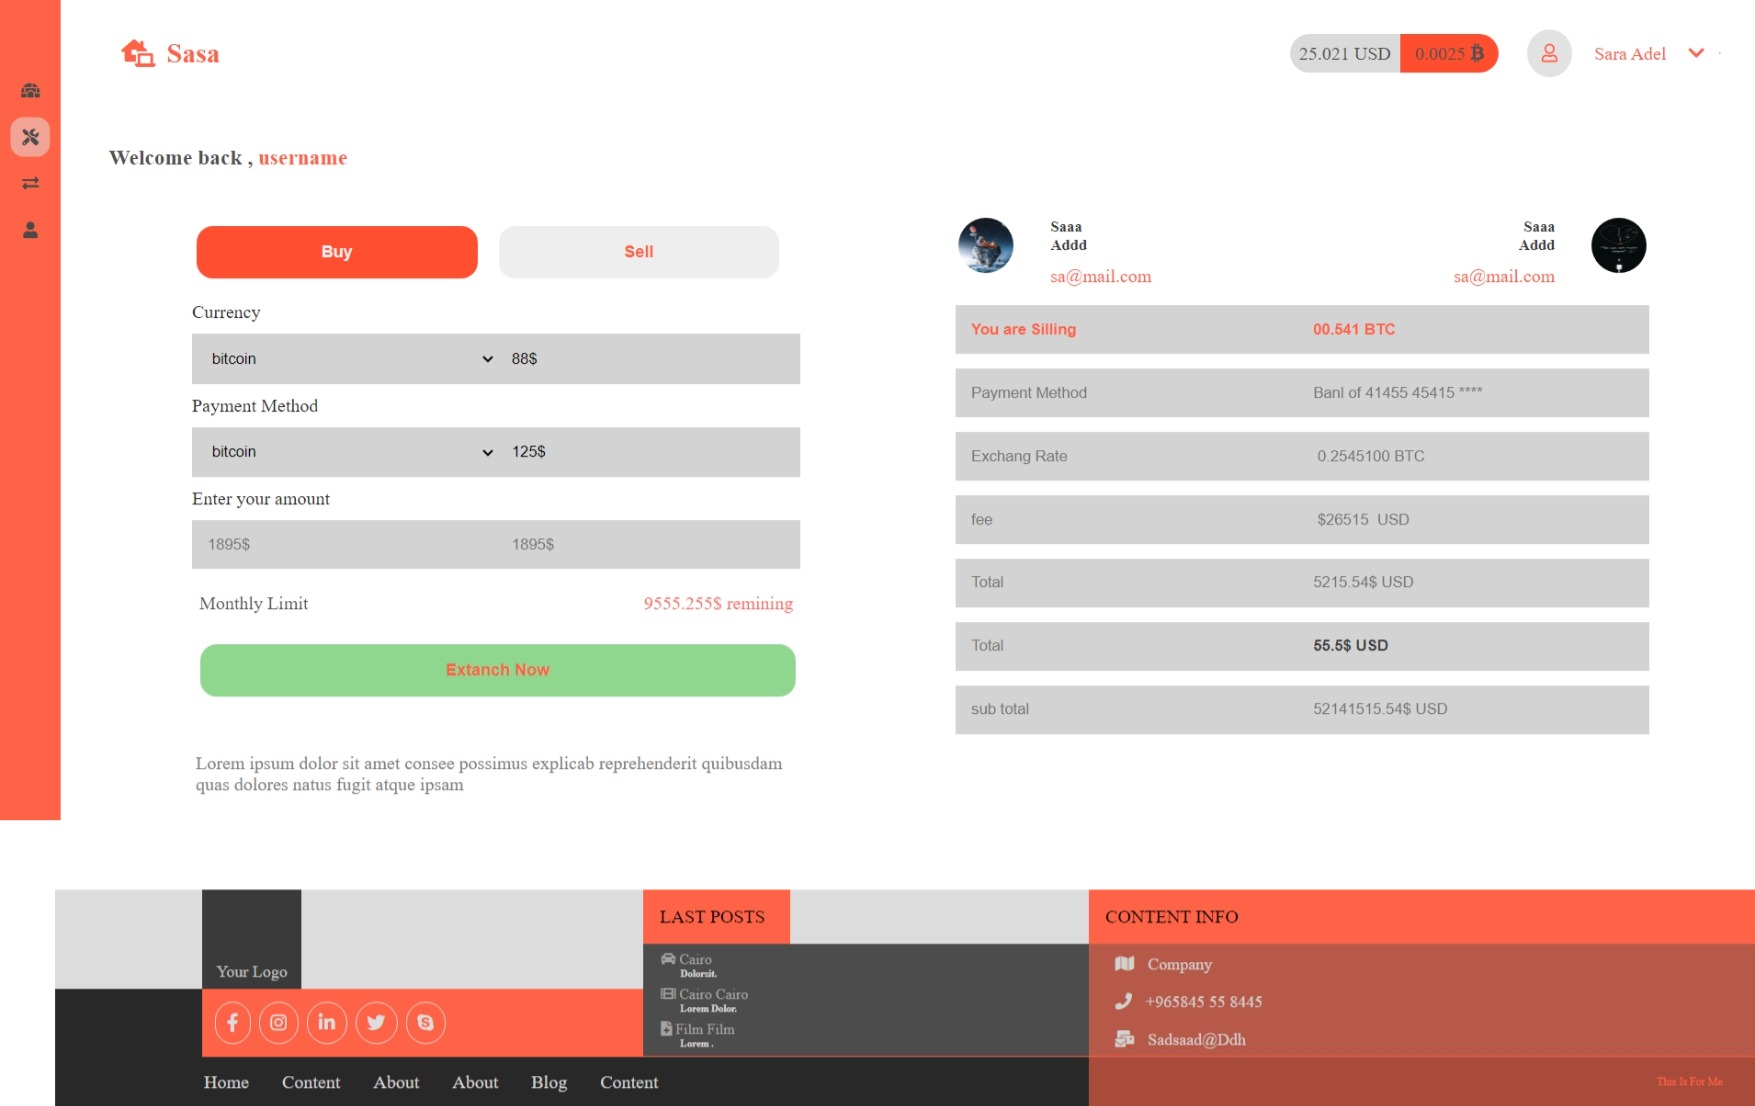 Sasa
25.021 USD 0.0025
Sara Adel
Welcome back , username
Buy
Sell
Currency
bitcoin 88$
Payment Method
bitcoin 125$
Enter your amount
1895$ 1895$
Monthly Limit 9555.255$ remining
Extanch Now
Lorem ipsum dolor sit amet consee possimus explicab reprehenderit quibusdam
quas dolores natus fugit atque ipsam
Saaa
Addd
sa@mail.com
Saaa
Addd
sa@mail.com
You are Silling 00.541 BTC
Payment Method Banl of 41455 45415 ****
Exchang Rate 0.2545100 BTC
fee $26515 USD
Total 5215.54$ USD
Total 55.5$ USD
sub total 52141515.54$ USD
Your Logo
LAST POSTS
Cairo
Dolorsit.
Cairo Cairo
Lorem Dolor.
Film Film
Lorem .
CONTENT INFO
Company
+965845 55 8445
Sadsaad@Ddh
Home Content About About Blog Content
This Is For Me